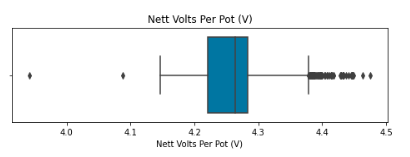 Nett Volts Per Pot (V)
4.0 4.1 4.2 4.3 4.4 4.5
Nett Volts Per Pot (V)